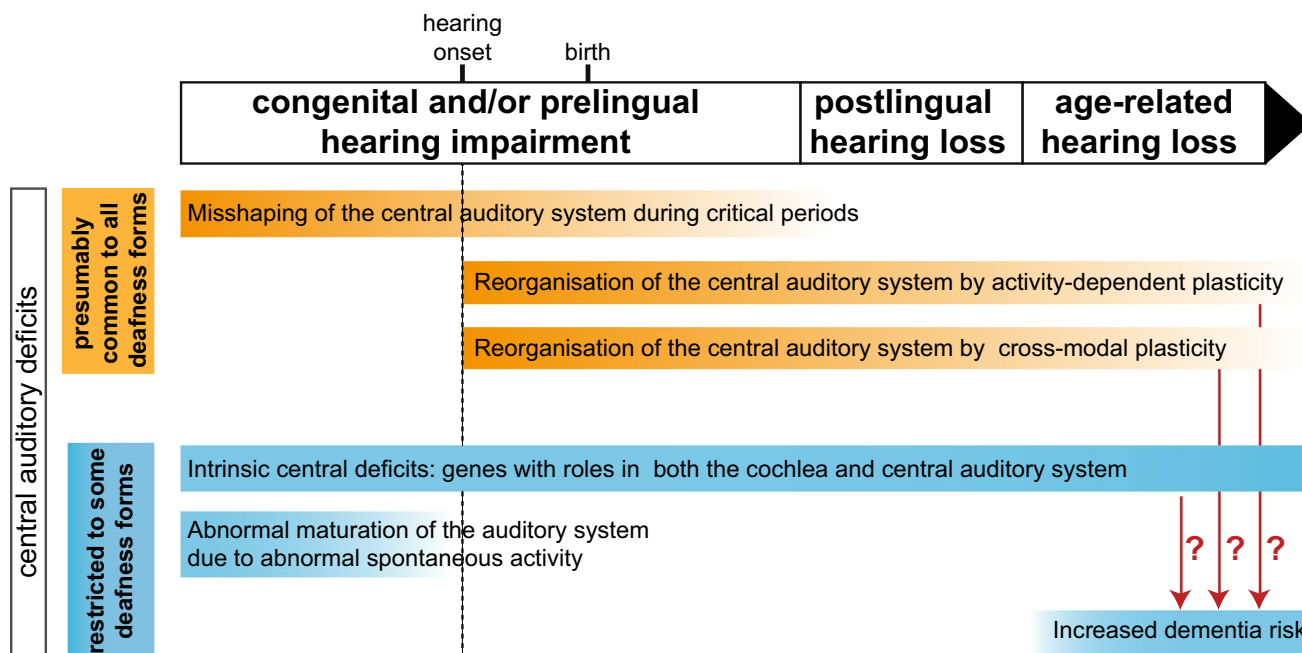 hearing
onset
birth
congenital and/or prelingual
hearing impairment
postlingual
hearing loss
age-related
hearing loss
central auditory deficits
presumably
common to all
deafness forms
Misshaping of the central auditory system during critical periods
Reorganisation of the central auditory system by activity-dependent plasticity
Reorganisation of the central auditory system by cross-modal plasticity
restricted to some
deafness forms
Intrinsic central deficits: genes with roles in both the cochlea and central auditory system
Abnormal maturation of the auditory system
due to abnormal spontaneous activity
? ? ?
Increased dementia risk